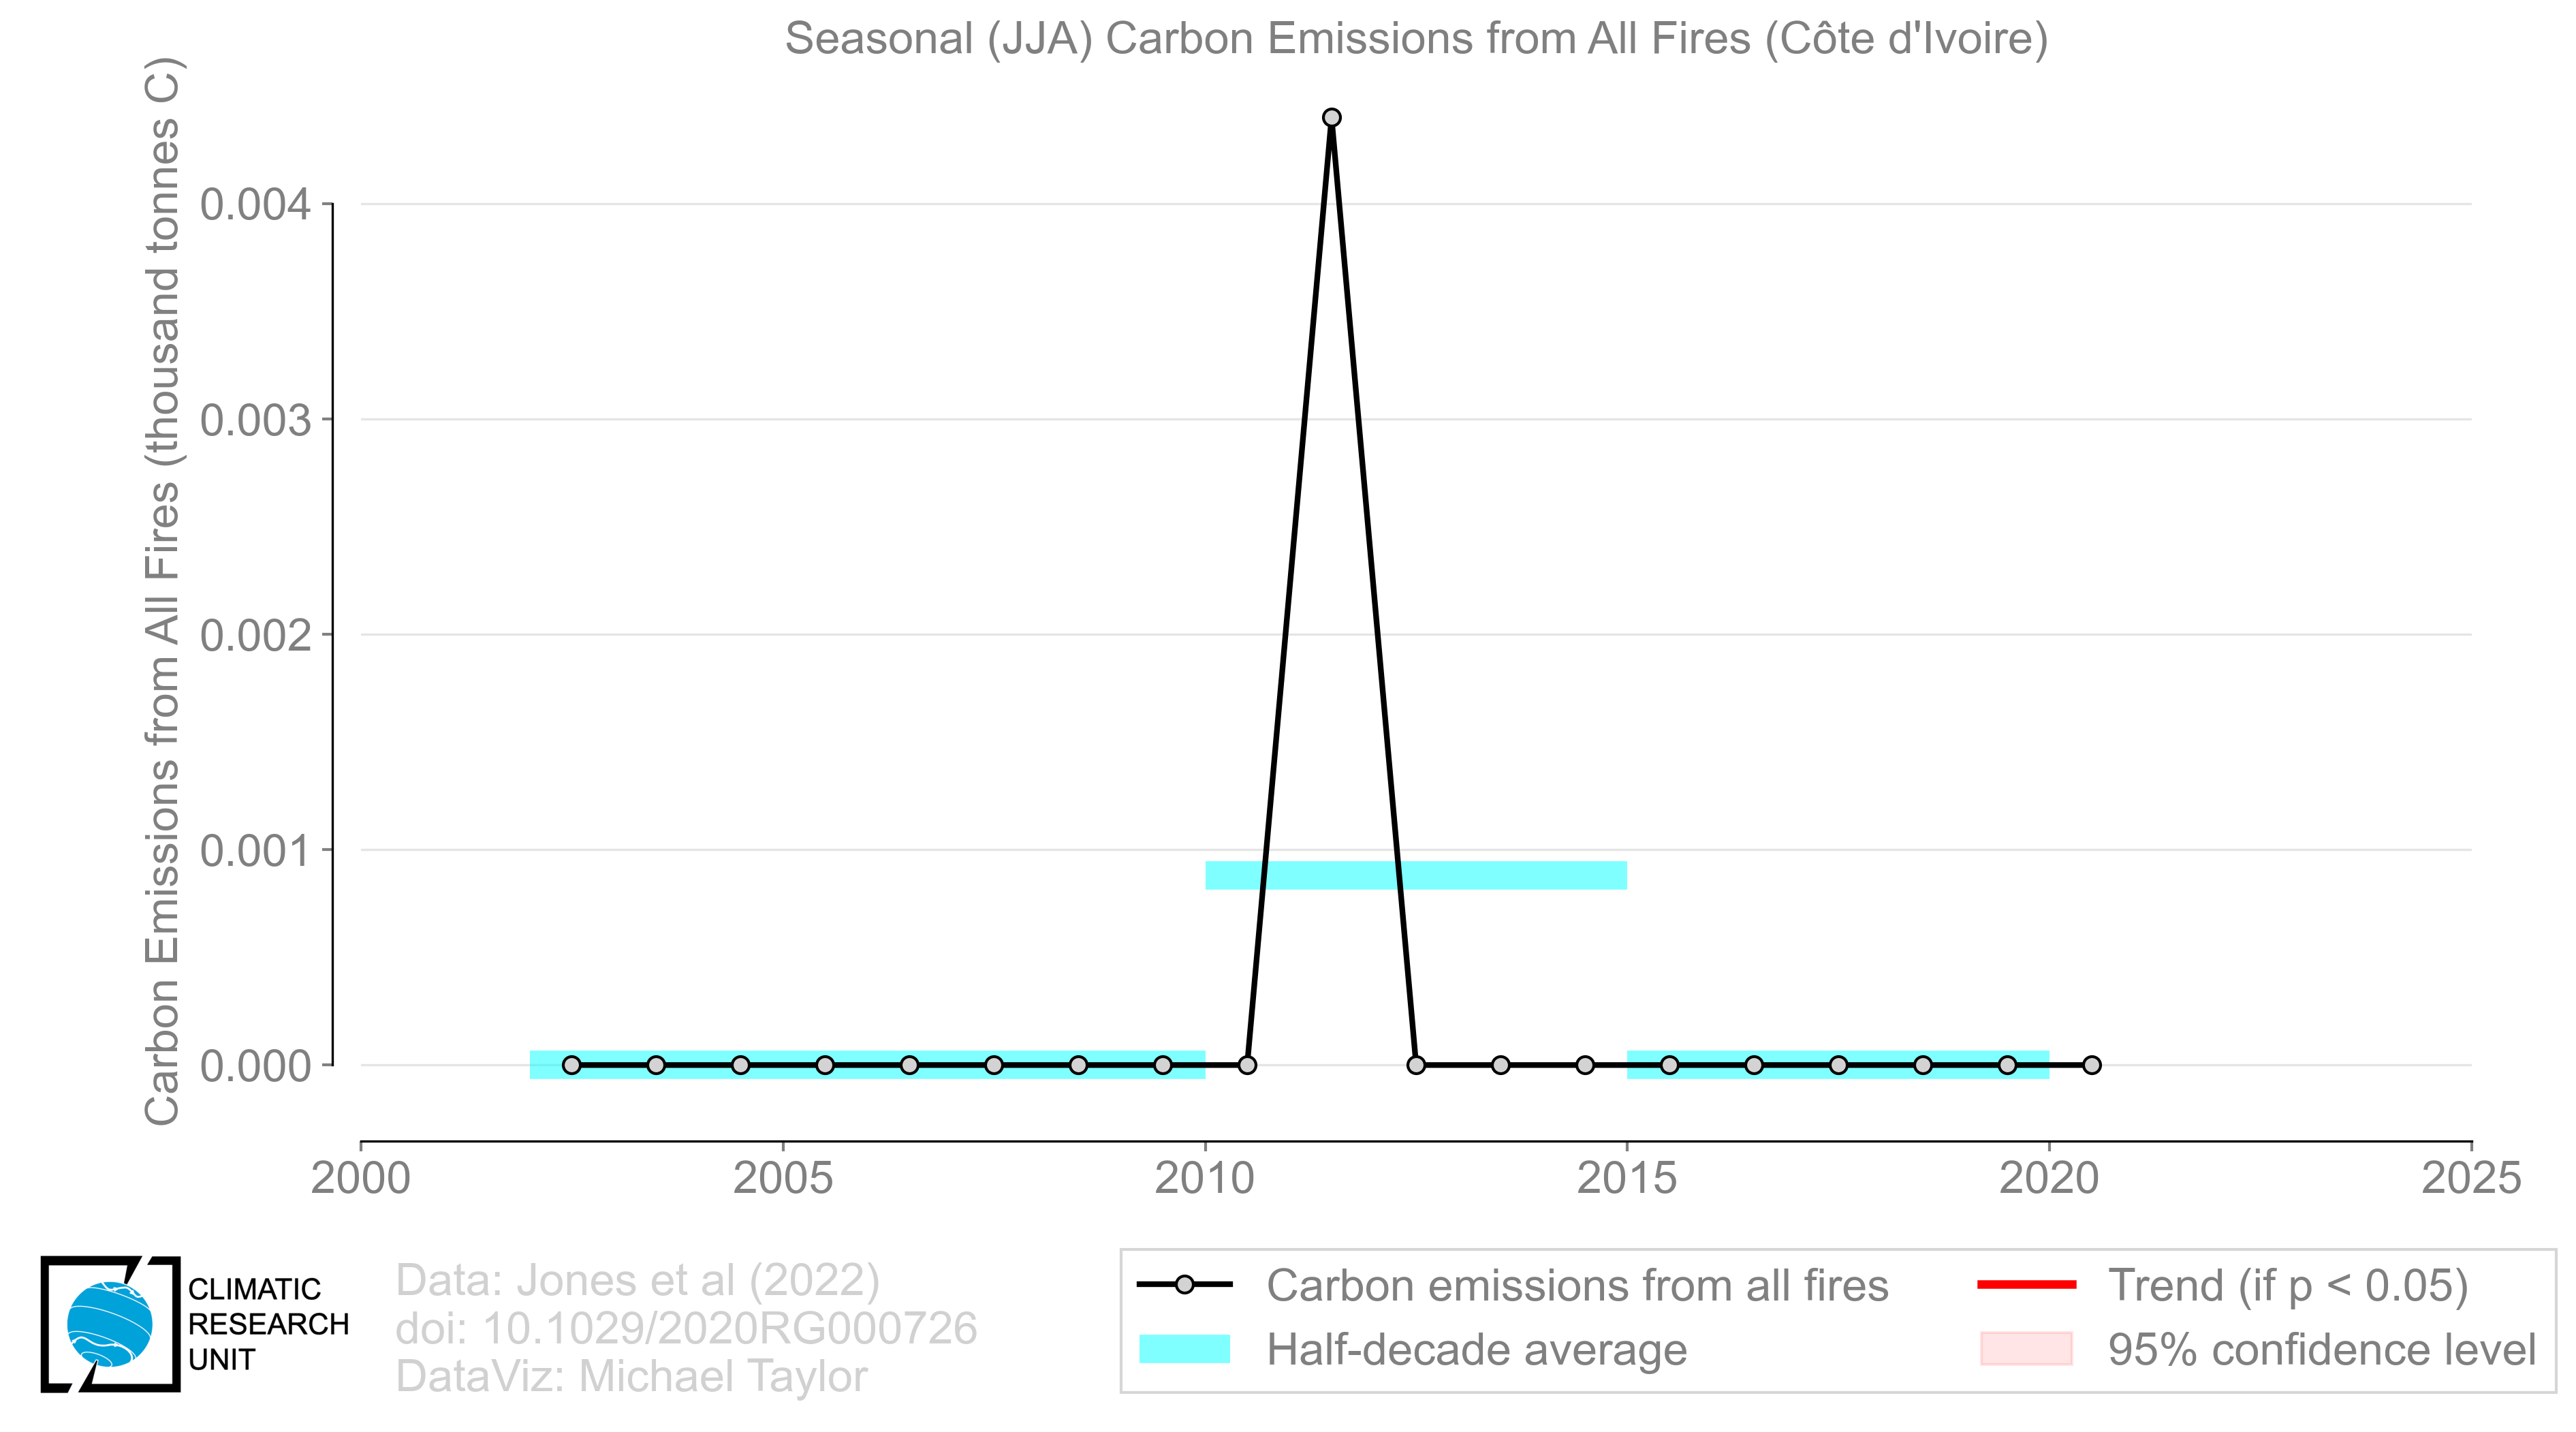 Seasonal (JJA) Carbon Emissions from All Fires (Côte d'Ivoire)
Carbon Emissions from All Fires (thousand tonnes C)
0.004
0.003
0.002
0.001
0.000
2000
2005
2010
2015
2020
2025
CLIMATIC
RESEARCH
UNIT
Data: Jones et al (2022)
doi: 10.1029/2020RG000726
DataViz: Michael Taylor
Carbon emissions from all fires
Half-decade average
Trend (if p < 0.05)
95% confidence level